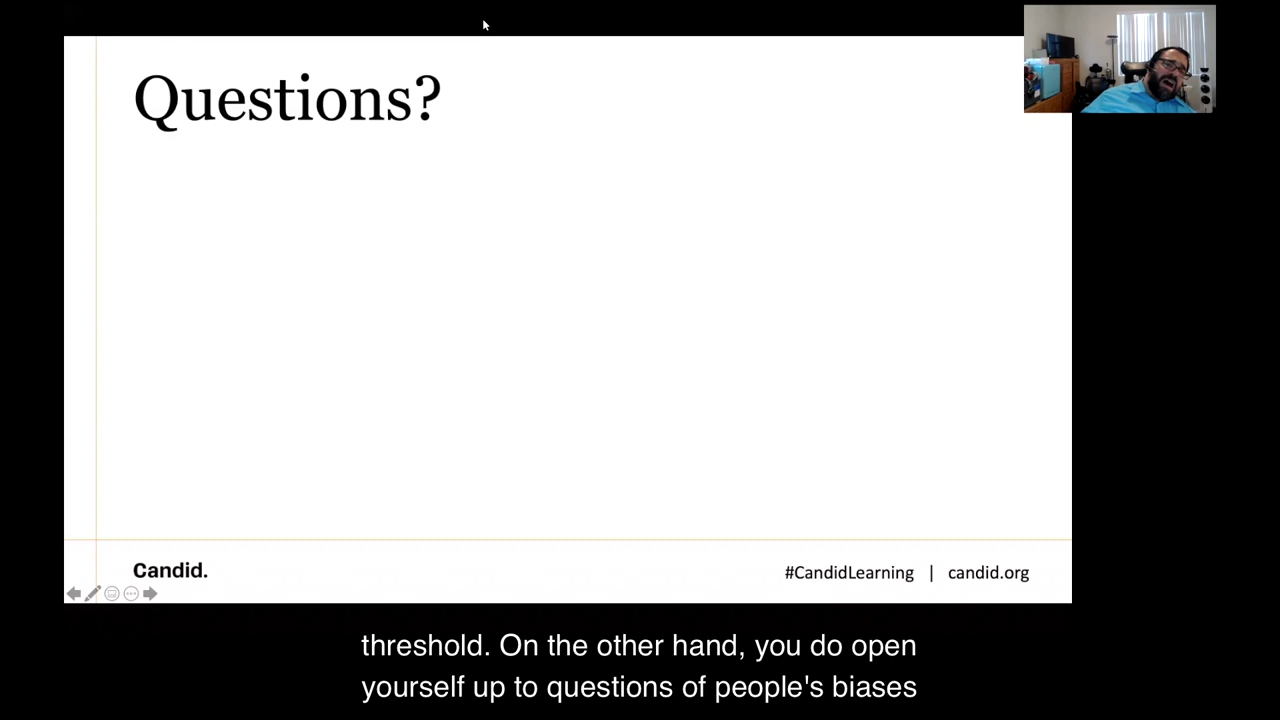 Questions?
Candid.
#CandidLearning | candid.org
threshold. On the other hand, you do open
yourself up to questions of people's biases